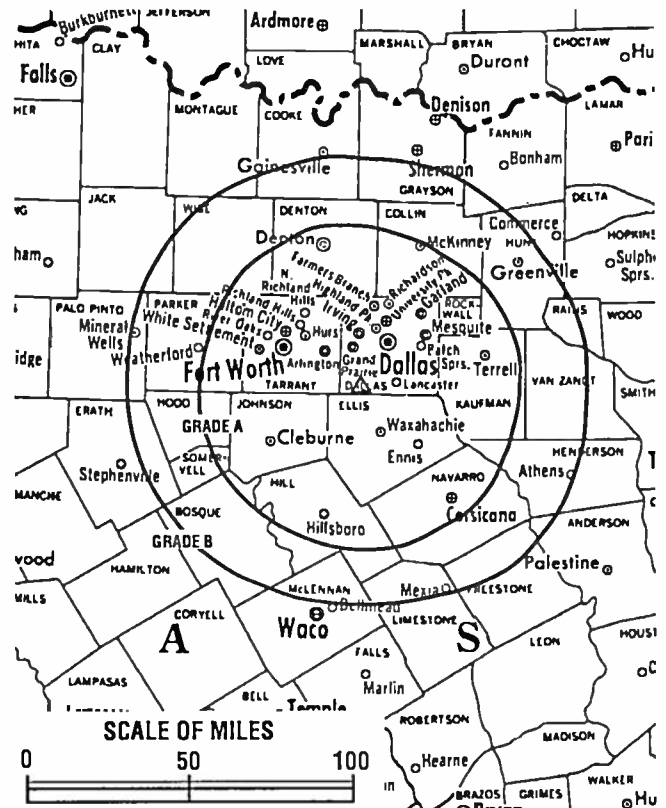 JEFFERSON
Burkburnett
Ardmore
HITA
CLAY
MARSHALL
BRYAN
CHOCTAW
LOVE
Durant
Hu
Falls
MONTAGUE
COOKE
Denison
LAMAR
HER
FANNIN
Pari
Gainesville
Sherman
Bonham
GRAYSON
JACK
WISE
DENTON
COLLIN
DELTA
NG
Commerce
HOPKINS
Denton
McKinney
HUNT
ham
Farmers Branch
Richardson
Greenville
Sulph
Sprs.
N.
Richland
Hills
Highland Pk.
University Pk.
Garland
PALO PINTO
PARKER
Richland Hills
Irving
ROCK-
WALL
RAINS
WOOD
Mineral
Wells
Haltom City
White Settlement
River Oaks
Hurst
Mesquite
idge
Weatherford
Grand
Prairie
Balch
Sprs.
Fort Worth
Arlington
Dallas
Terrell
TARRANT
DALLAS
Lancaster
VAN ZANDT
SMITH
ERATH
HOOD
JOHNSON
ELLIS
KAUFMAN
GRADE A
Waxahachie
Cleburne
Ennis
HENDERSON
T
SOMER-
VELL
Stephenville
HILL
NAVARRO
Athens
MANCHE
BOSQUE
Hillsboro
Corsicana
ANDERSON
GRADE B
wood
HAMILTON
Palestine
MILLS
McLENNAN
Mexia
FREESTONE
Bellmead
CORYELL
Waco
LIMESTONE
A
S
LEON
HOUST
FALLS
LAMPASAS
Marlin
BELL
Temple
SCALE OF MILES
ROBERTSON
0 50 100
MADISON
Hearne
in
WALKER
BRAZOS
GRIMES
Hu